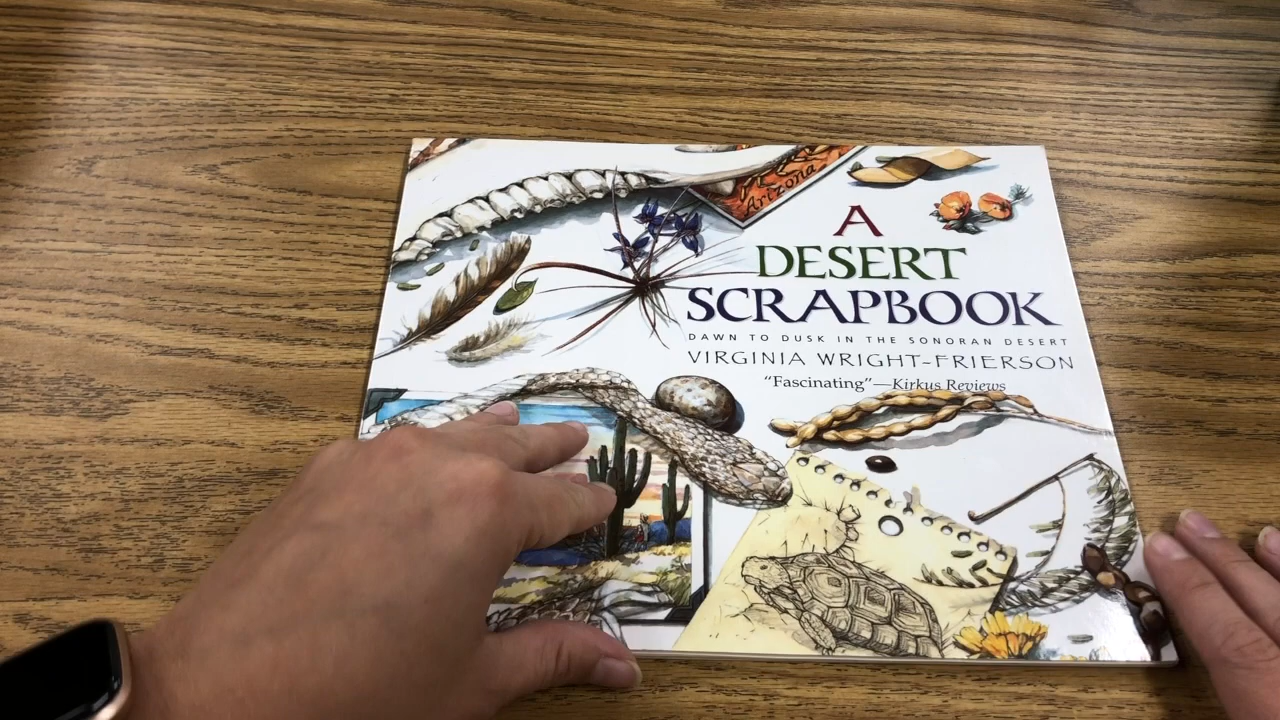 Arizona
A
DESERT
SCRAPBOOK
DAWN TO DUSK IN THE SONORAN DESERT
VIRGINIA WRIGHT-FRIERSON
“Fascinating”—Kirkus Reviews